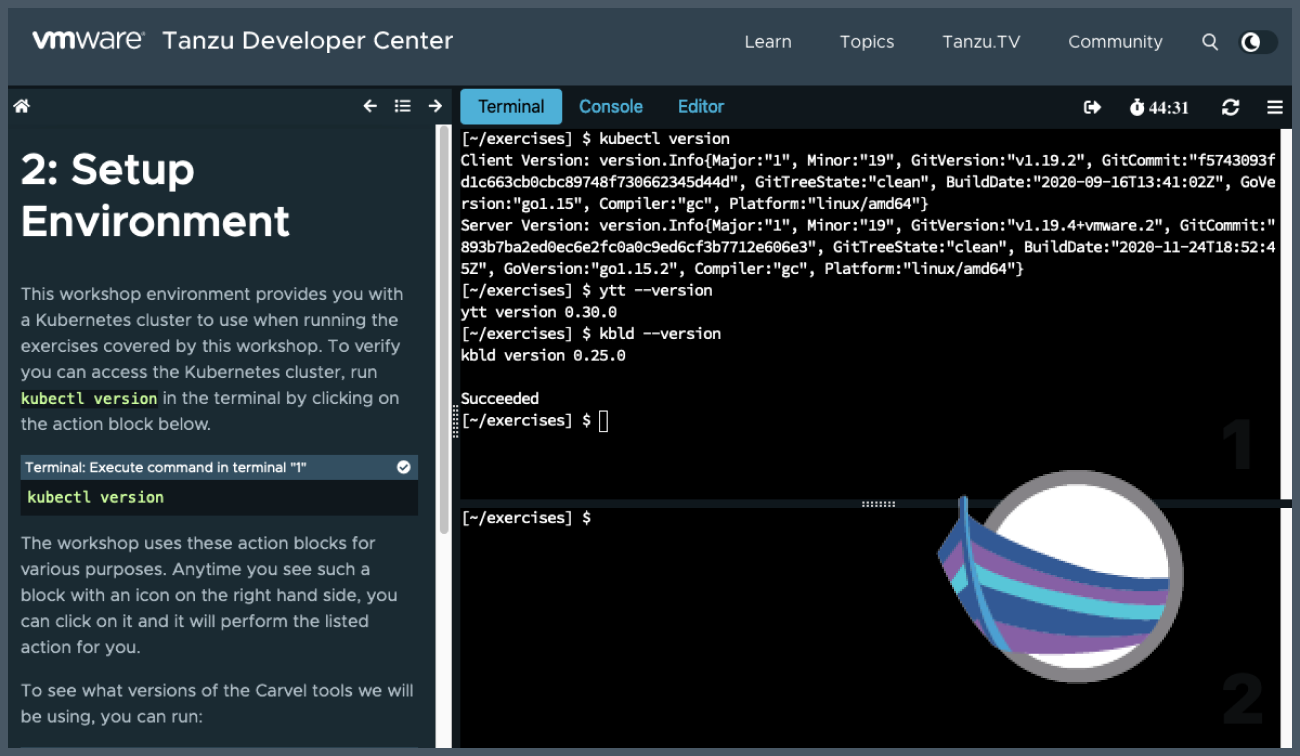 vmware® Tanzu Developer Center
Learn Topics Tanzu.TV Community
Terminal Console Editor 44:31
2: Setup
Environment
This workshop environment provides you with
a Kubernetes cluster to use when running the
exercises covered by this workshop. To verify
you can access the Kubernetes cluster, run
kubectl version in the terminal by clicking on
the action block below.
Terminal: Execute command in terminal "1"
kubectl version
The workshop uses these action blocks for
various purposes. Anytime you see such a
block with an icon on the right hand side, you
can click on it and it will perform the listed
action for you.
To see what versions of the Carvel tools we will
be using, you can run:
[~/exercises] $ kubectl version
Client Version: version.Info{Major:"1", Minor:"19", GitVersion:"v1.19.2", GitCommit:"f5743093f
d1c663cb0cbc89748f730662345d44d", GitTreeState:"clean", BuildDate:"2020-09-16T13:41:02Z", GoVe
rsion:"go1.15", Compiler:"gc", Platform:"linux/amd64"}
Server Version: version.Info{Major:"1", Minor:"19", GitVersion:"v1.19.4+vmware.2", GitCommit:"
893b7ba2ed0ec6e2fc0a0c9ed6cf3b7712e606e3", GitTreeState:"clean", BuildDate:"2020-11-24T18:52:4
5Z", GoVersion:"go1.15.2", Compiler:"gc", Platform:"linux/amd64"}
[~/exercises] $ ytt --version
ytt version 0.30.0
[~/exercises] $ kbld --version
kbld version 0.25.0
Succeeded
[~/exercises] $
1
[~/exercises] $
2